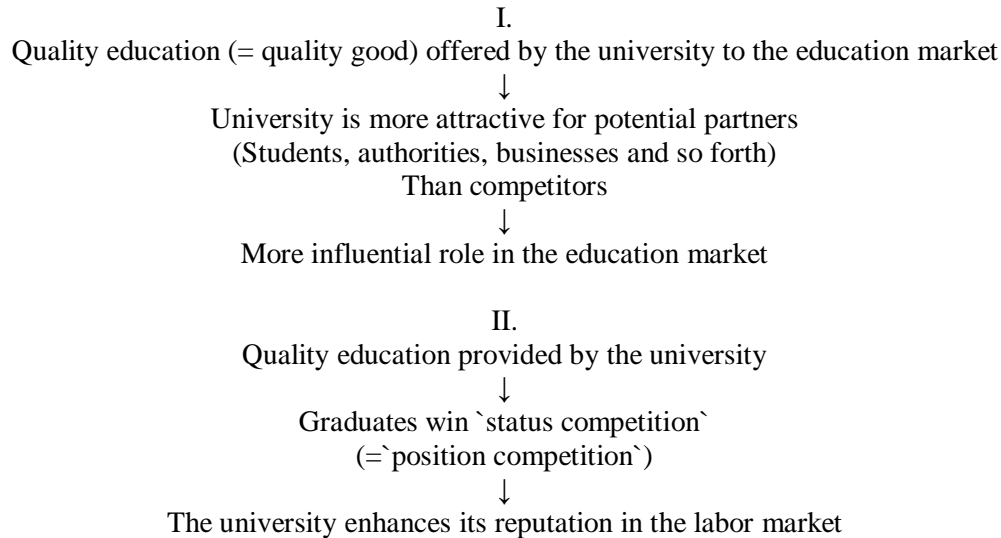 I.
Quality education (= quality good) offered by the university to the education market
↓
University is more attractive for potential partners
(Students, authorities, businesses and so forth)
Than competitors
↓
More influential role in the education market
II.
Quality education provided by the university
↓
Graduates win `status competition`
(=`position competition`)
↓
The university enhances its reputation in the labor market